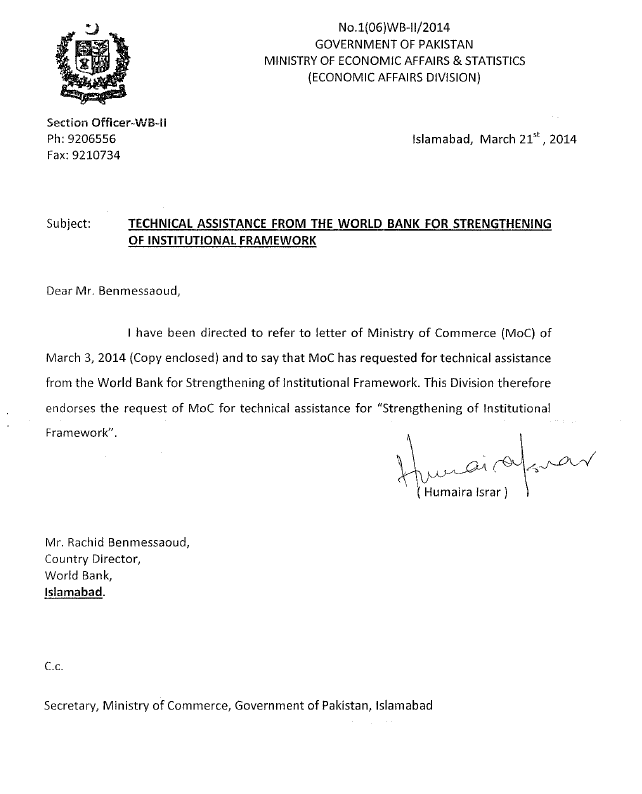 No.1(06)WB-II/2014
GOVERNMENT OF PAKISTAN
MINISTRY OF ECONOMIC AFFAIRS & STATISTICS
(ECONOMIC AFFAIRS DIVISION)
Section Officer-WB-II
Ph: 9206556
Fax: 9210734
Islamabad, March 21st , 2014
Subject: TECHNICAL ASSISTANCE FROM THE WORLD BANK FOR STRENGTHENING
OF INSTITUTIONAL FRAMEWORK
Dear Mr. Benmessaoud,
I have been directed to refer to letter of Ministry of Commerce (MoC) of
March 3, 2014 (Copy enclosed) and to say that MoC has requested for technical assistance
from the World Bank for Strengthening of Institutional Framework. This Division therefore
endorses the request of MoC for technical assistance for “Strengthening of Institutional
Framework”.
Humaira Israr
( Humaira Israr )
Mr. Rachid Benmessaoud,
Country Director,
World Bank,
Islamabad.
C.c.
Secretary, Ministry of Commerce, Government of Pakistan, Islamabad